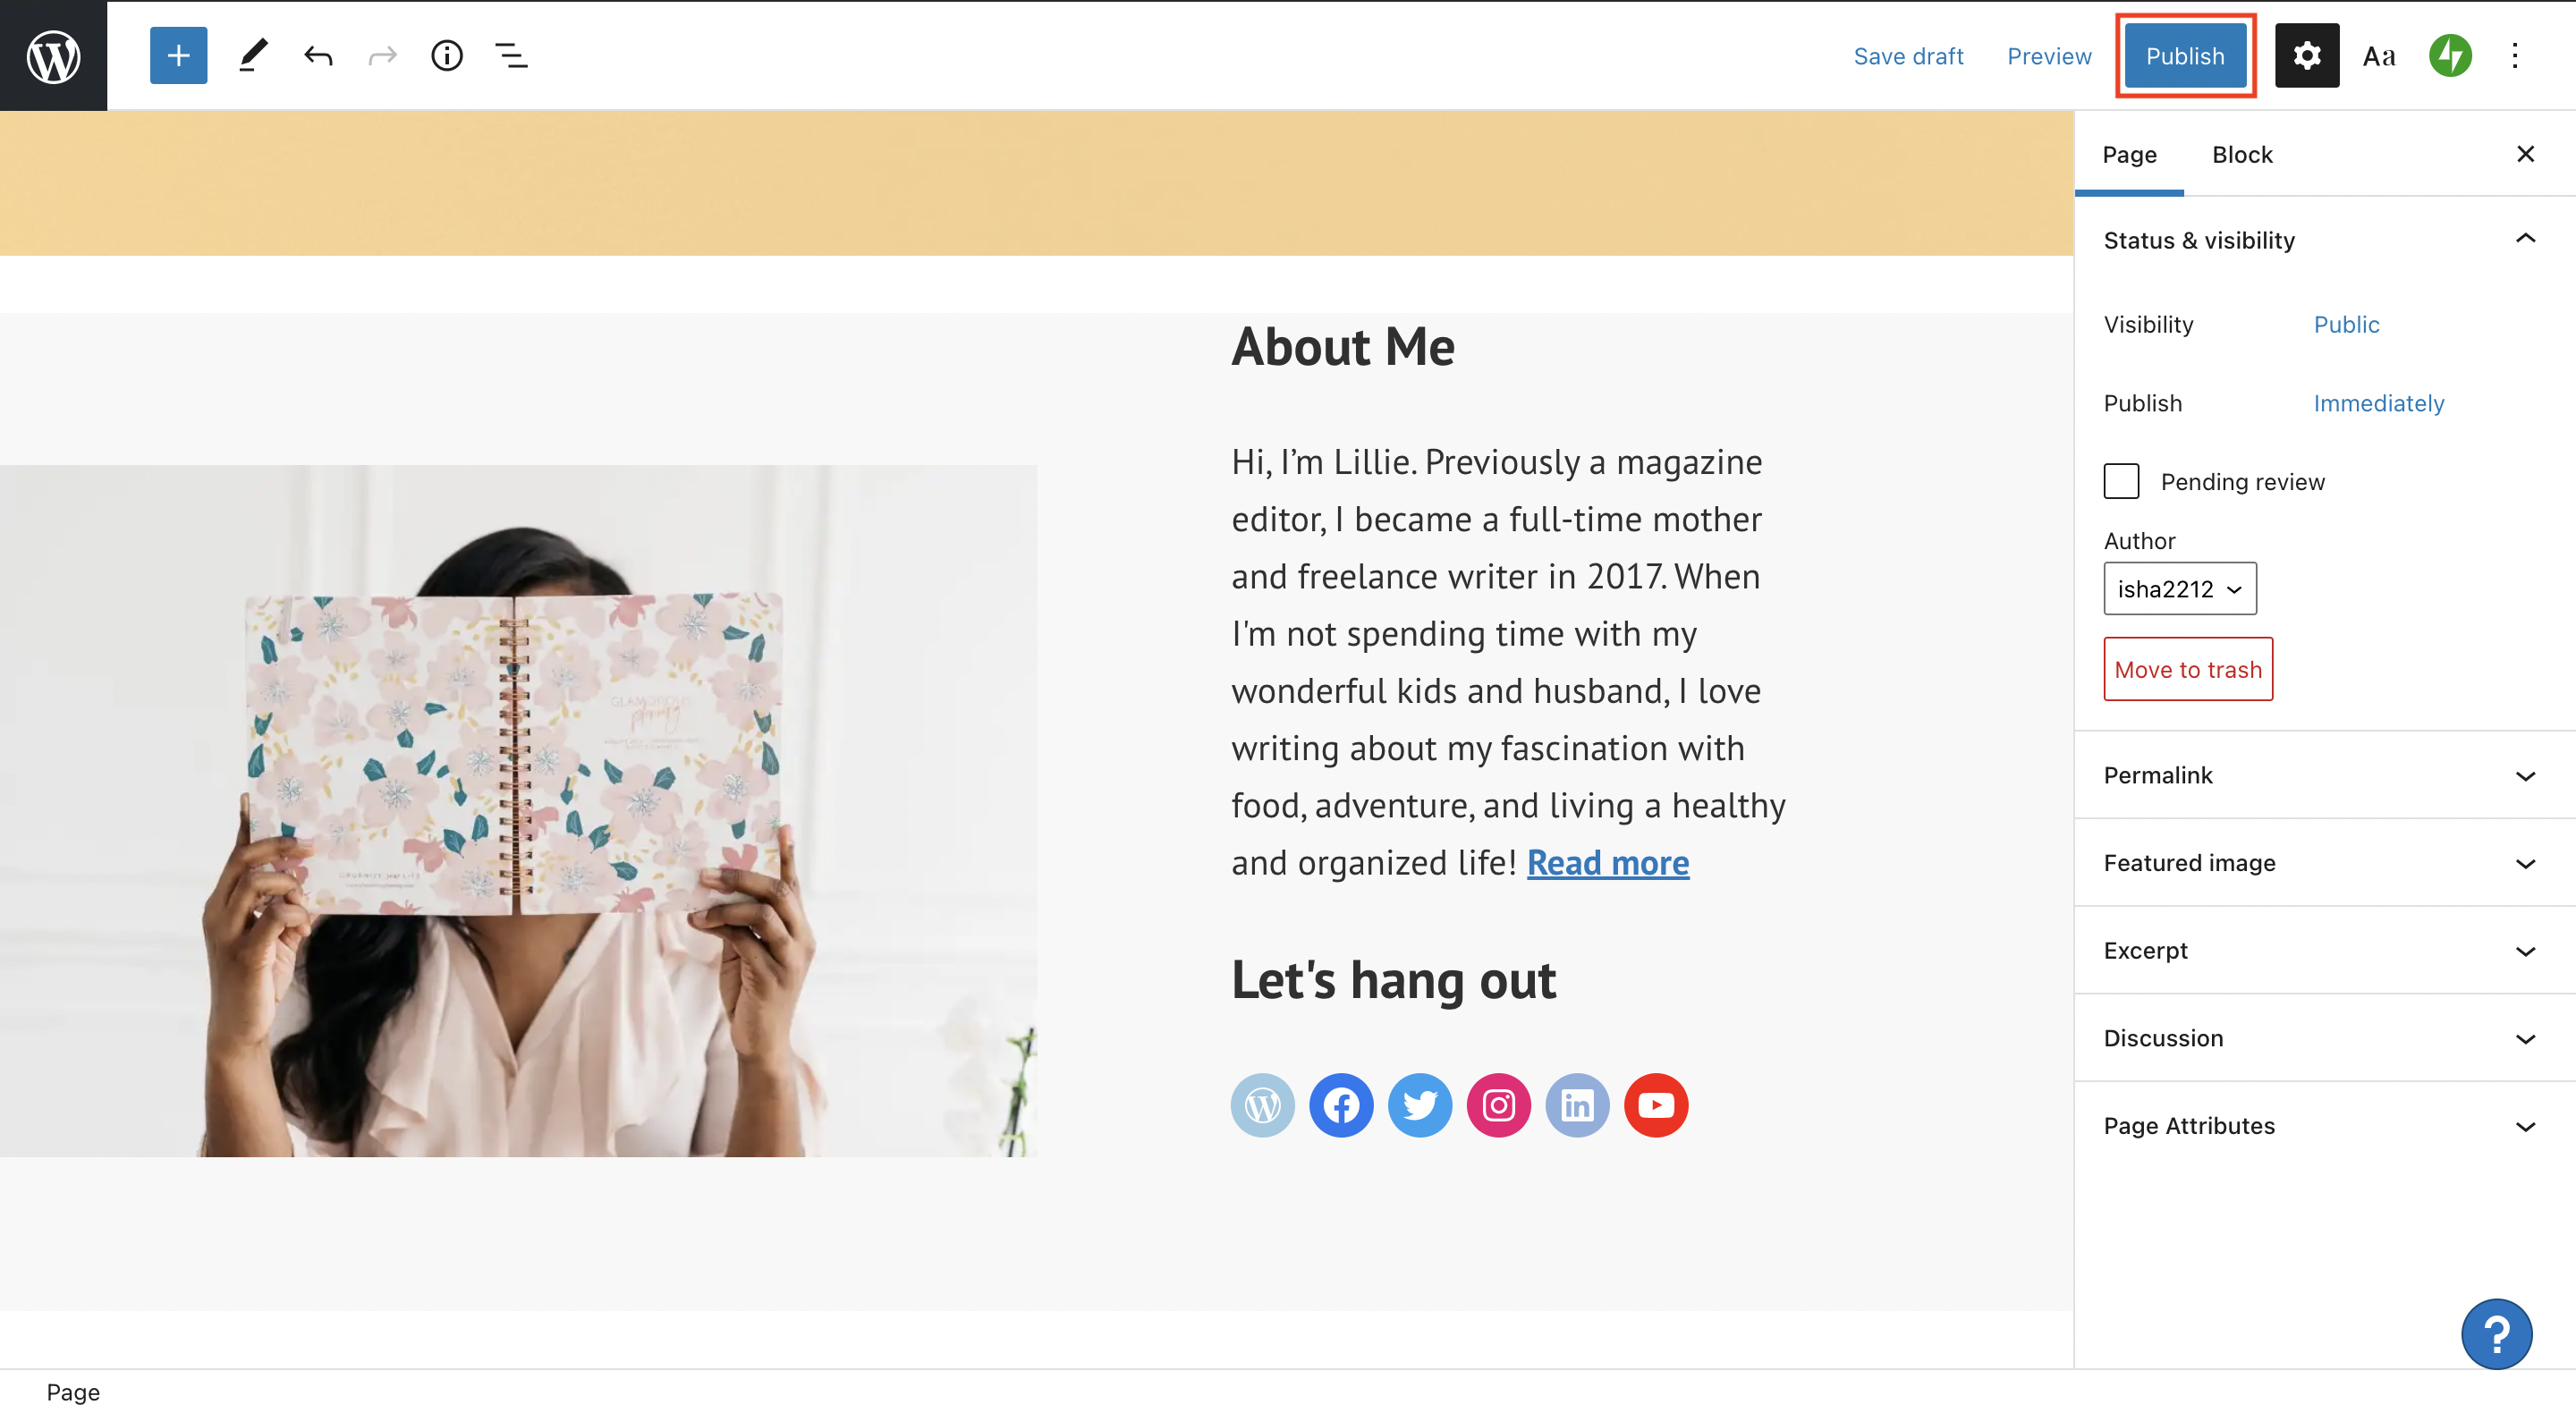 Save draft
Preview
Publish
Aa
Page
Block
Status & visibility
Visibility
Public
Publish
Immediately
Pending review
Author
isha2212
Move to trash
Permalink
Featured image
Excerpt
Discussion
Page Attributes
About Me
Hi, I’m Lillie. Previously a magazine
editor, I became a full-time mother
and freelance writer in 2017. When
I'm not spending time with my
wonderful kids and husband, I love
writing about my fascination with
food, adventure, and living a healthy
and organized life! Read more
Let's hang out
GLAMOROUS
planning
Page